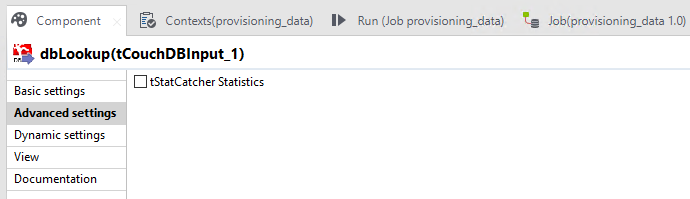 Component
Contexts(provisioning_data)
Run (Job provisioning_data)
Job(provisioning_data 1.0)
dbLookup(tCouchDBInput_1)
Basic settings
tStatCatcher Statistics
Advanced settings
Dynamic settings
View
Documentation